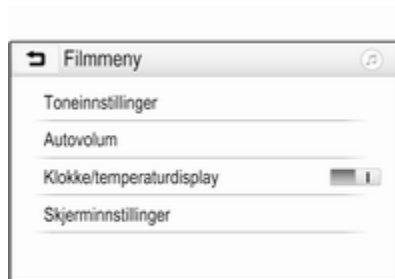 Filmmeny
Toneinnstillinger
Autovolum
Klokke/temperaturdisplay
Skjerminnstillinger